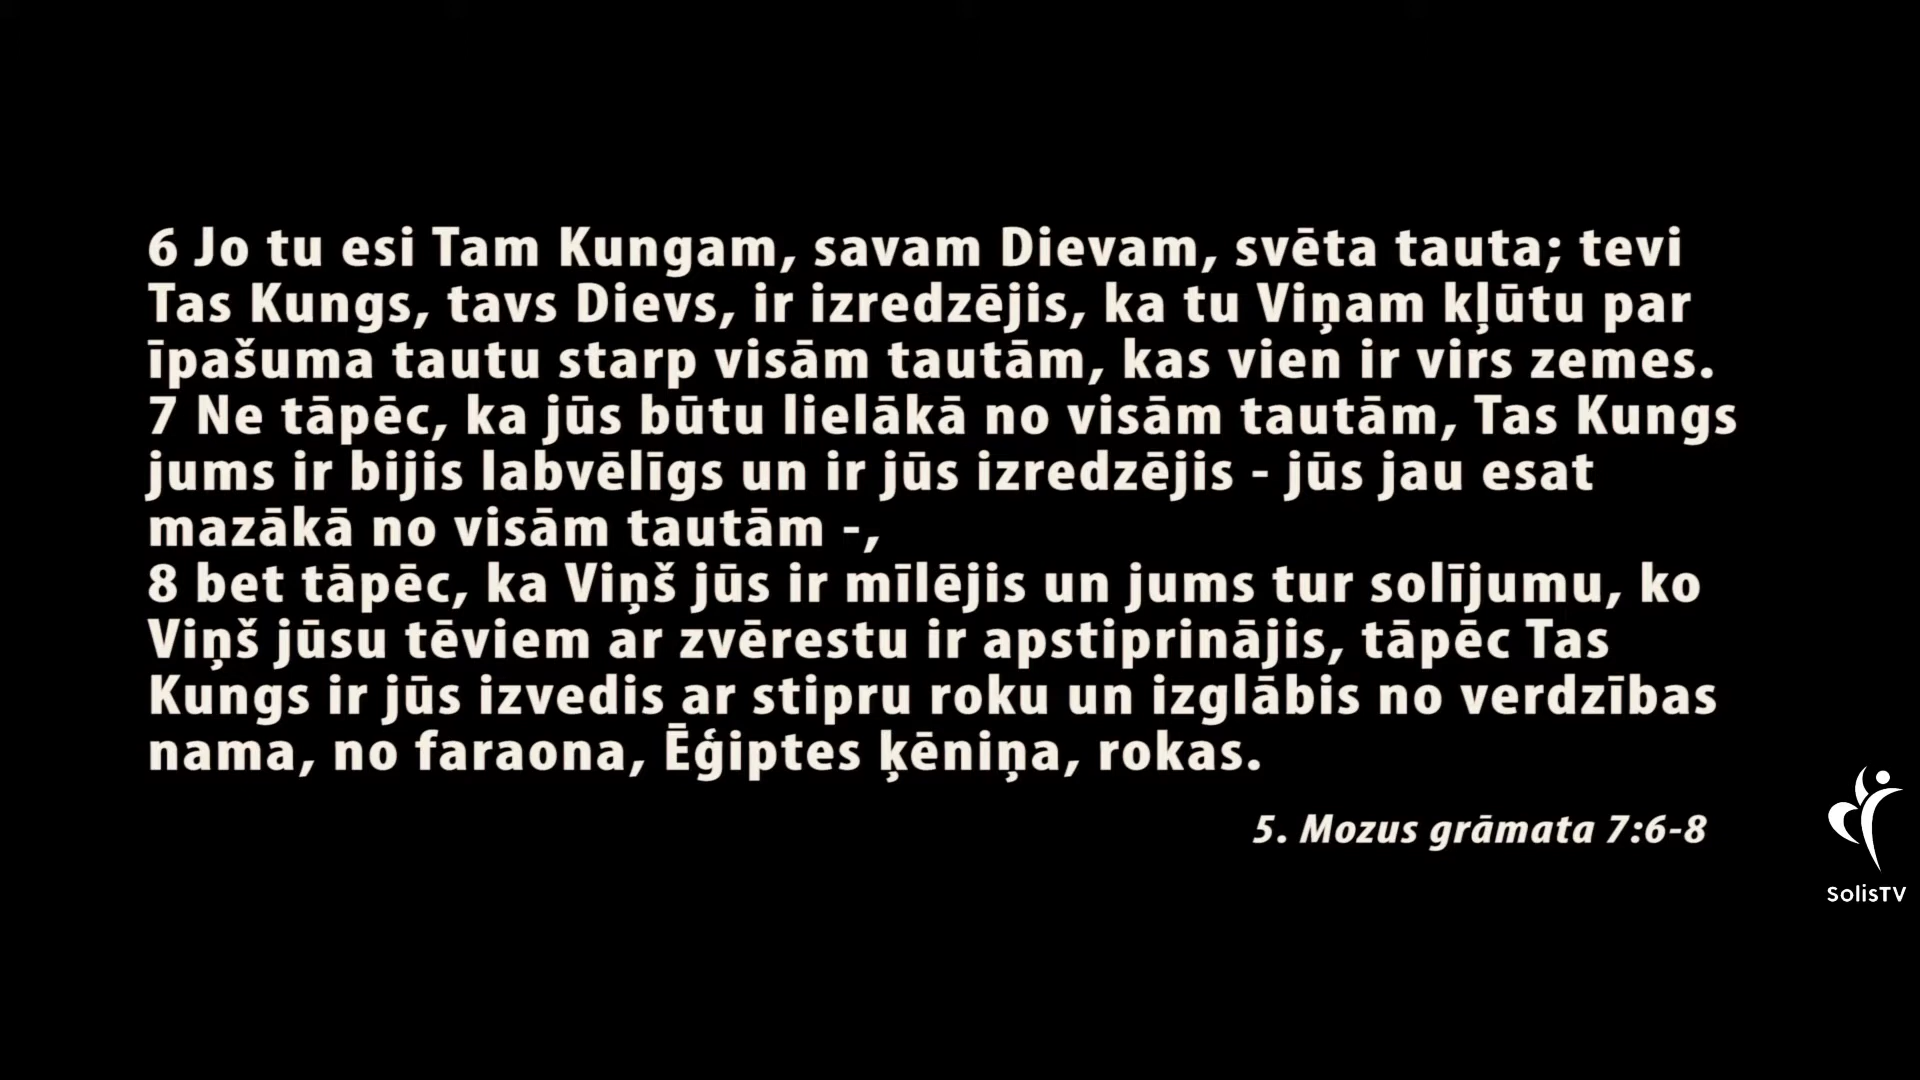 6 Jo tu esi Tam Kungam, savam Dievam, svēta tauta; tevi
Tas Kungs, tavs Dievs, ir izredzējis, ka tu Viņam kļūtu par
īpašuma tautu starp visām tautām, kas vien ir virs zemes.
7 Ne tāpēc, ka jūs būtu lielākā no visām tautām, Tas Kungs
jums ir bijis labvēlīgs un ir jūs izredzējis - jūs jau esat
mazākā no visām tautām -,
8 bet tāpēc, ka Viņš jūs ir mīlējis un jums tur solījumu, ko
Viņš jūsu tēviem ar zvērestu ir apstiprinājis, tāpēc Tas
Kungs ir jūs izvedis ar stipru roku un izglābis no verdzības
nama, no faraona, Ēģiptes ķēniņa, rokas.
5. Mozus grāmata 7:6-8
SolisTV